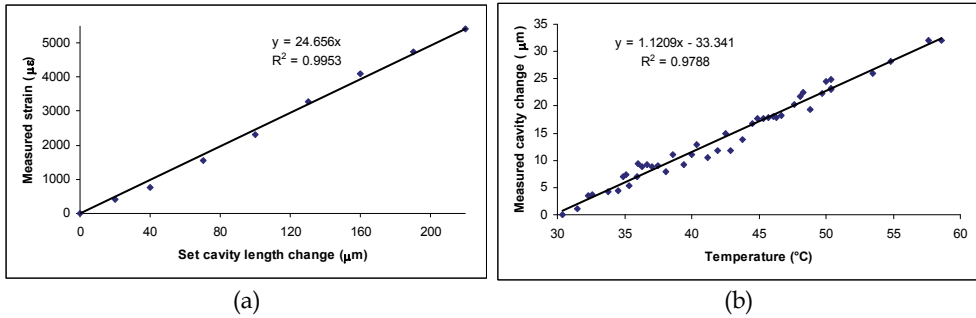 5000
4000
3000
2000
1000
0
0 40 80 120 160 200
Measured strain (µε)
Set cavity length change (µm)
y = 24.656x
R² = 0.9953
(a)
35
30
25
20
15
10
5
0
30 35 40 45 50 55 60
Measured cavity change ( µm)
Temperature (°C)
y = 1.1209x - 33.341
R² = 0.9788
(b)